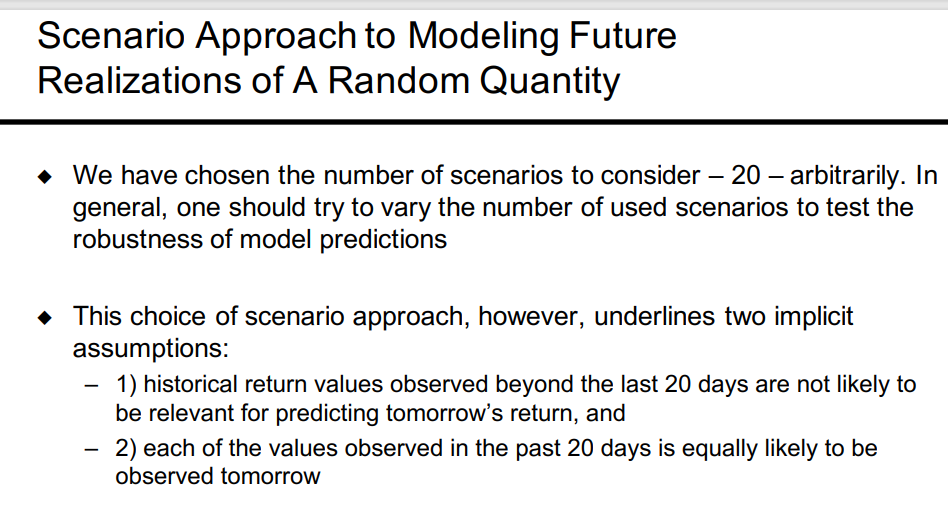 Scenario Approach to Modeling Future
Realizations of A Random Quantity
◆ We have chosen the number of scenarios to consider – 20 – arbitrarily. In
general, one should try to vary the number of used scenarios to test the
robustness of model predictions
◆ This choice of scenario approach, however, underlines two implicit
assumptions:
– 1) historical return values observed beyond the last 20 days are not likely to
be relevant for predicting tomorrow’s return, and
– 2) each of the values observed in the past 20 days is equally likely to be
observed tomorrow